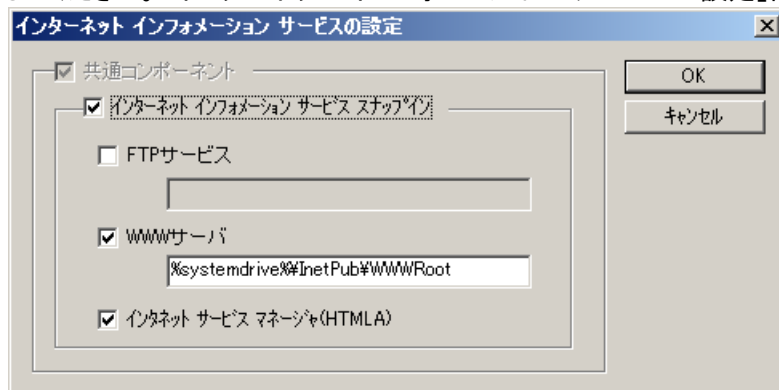 インターネット インフォメーション サービスの設定
共通コンポーネント
OK
インターネット インフォメーション サービス スナップイン
キャンセル
FTPサービス
WWWサーバ
%systemdrive%¥InetPub¥WWWRoot
インタネット サービス マネージャ(HTMLA)